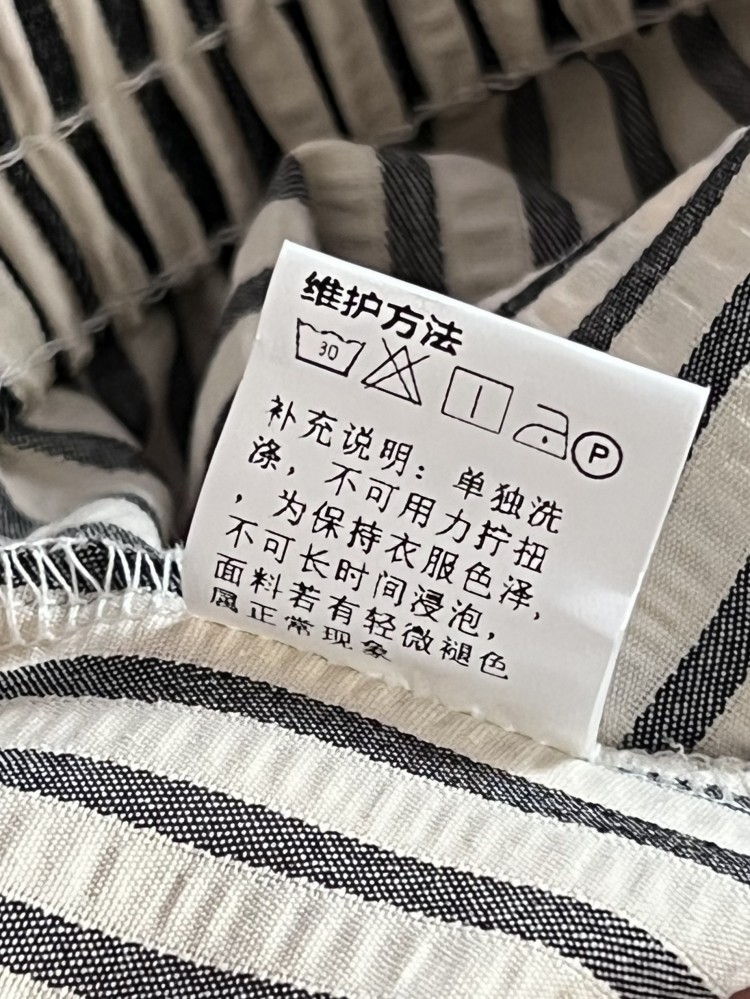 维护方法
30 P
补充说明：单独洗
涤，不可用力拧扭
，为保持衣服色泽，
不可长时间浸泡，
面料若有轻微褪色
属正常现象